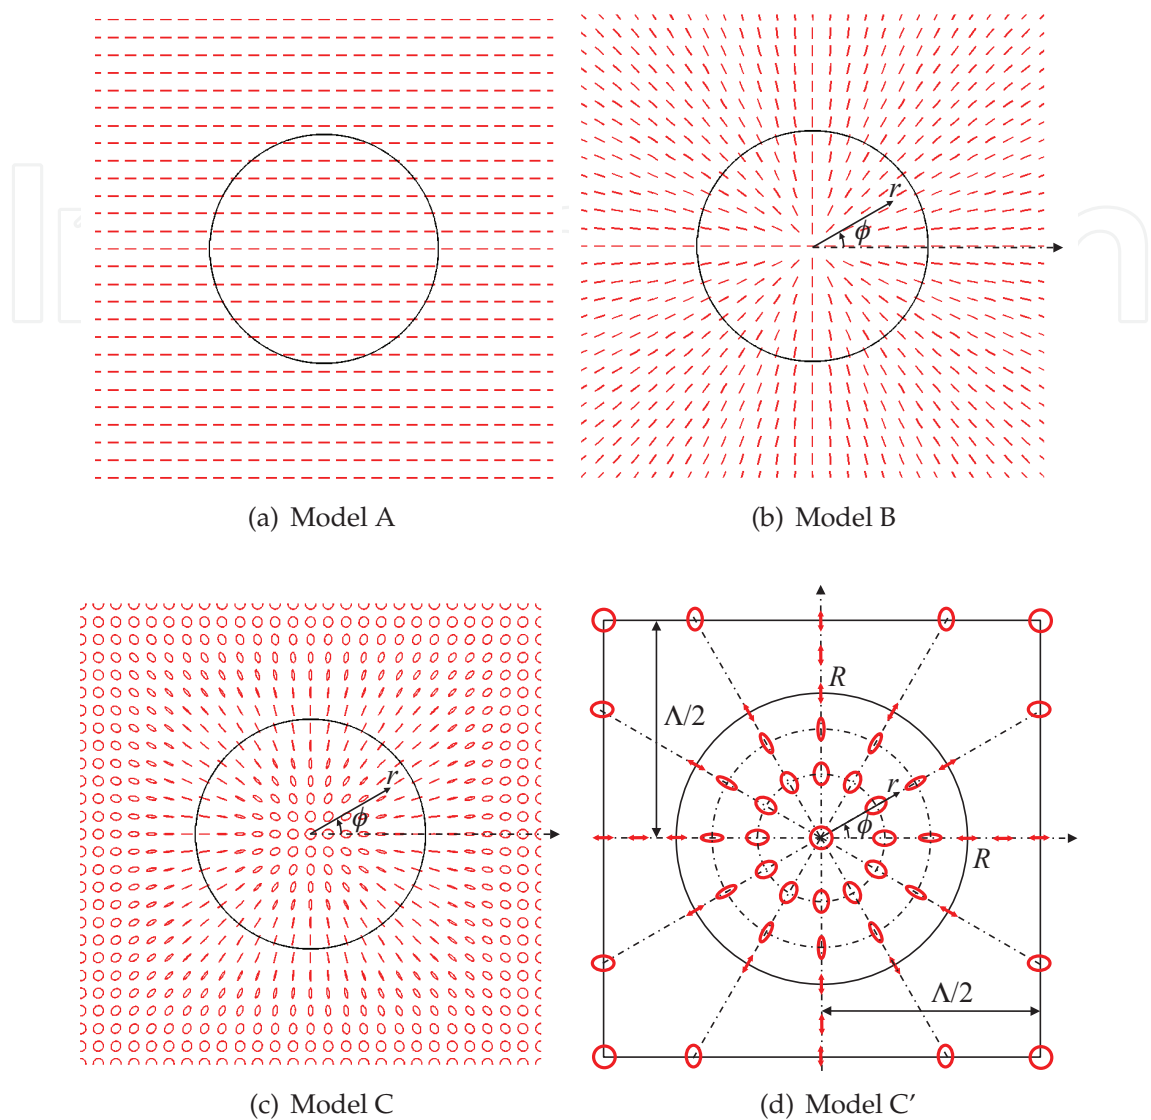 r
ϕ
(a) Model A
(b) Model B
r
ϕ
(c) Model C
R
Λ/2
r
ϕ
R
Λ/2
(d) Model C’